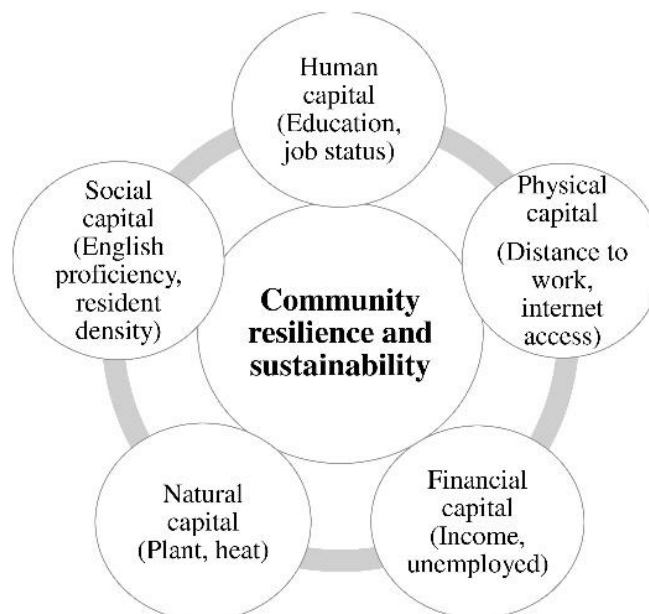 Human
capital
(Education,
job status)
Physical
capital
(Distance to
work,
internet
access)
Financial
capital
(Income,
unemployed)
Natural
capital
(Plant, heat)
Social
capital
(English
proficiency,
resident
density)
Community
resilience and
sustainability